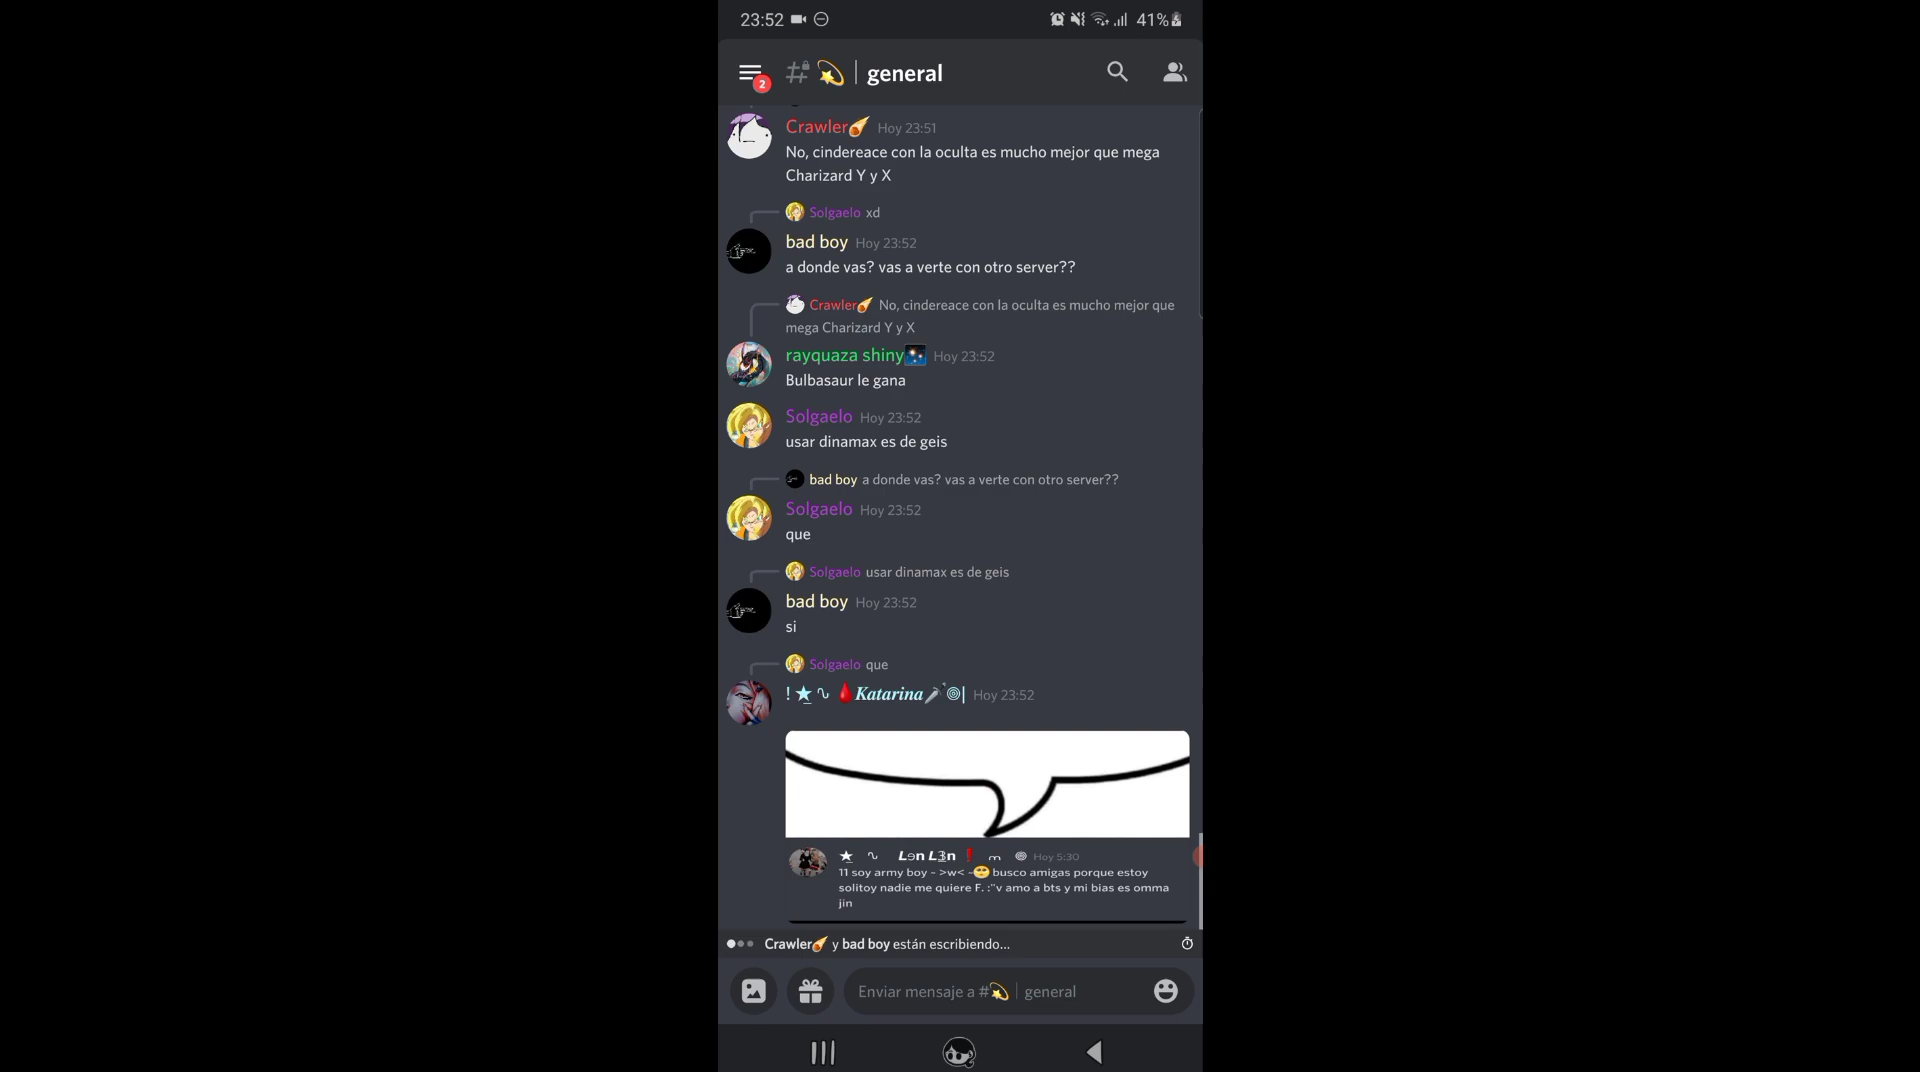 23:52 41%
2 # 💫 | general
Crawler☄️ Hoy 23:51
No, cindereace con la oculta es mucho mejor que mega
Charizard Y y X
Solgaelo xd
bad boy Hoy 23:52
a donde vas? vas a verte con otro server??
Crawler☄️ No, cindereace con la oculta es mucho mejor que
mega Charizard Y y X
rayquaza shiny🎇 Hoy 23:52
Bulbasaur le gana
Solgaelo Hoy 23:52
usar dinamax es de geis
bad boy a donde vas? vas a verte con otro server??
Solgaelo Hoy 23:52
que
Solgaelo usar dinamax es de geis
bad boy Hoy 23:52
si
Solgaelo que
! ★ ∿ 🩸Katarina🗡️֍| Hoy 23:52
★ ∿ Lɘn LƎn ❗ ന ֍ Hoy 5:30
11 soy army boy - >w< -😶 busco amigas porque estoy
solitoy nadie me quiere F. :"v amo a bts y mi bias es omma
jin
Crawler☄️ y bad boy están escribiendo...
Enviar mensaje a #💫 | general